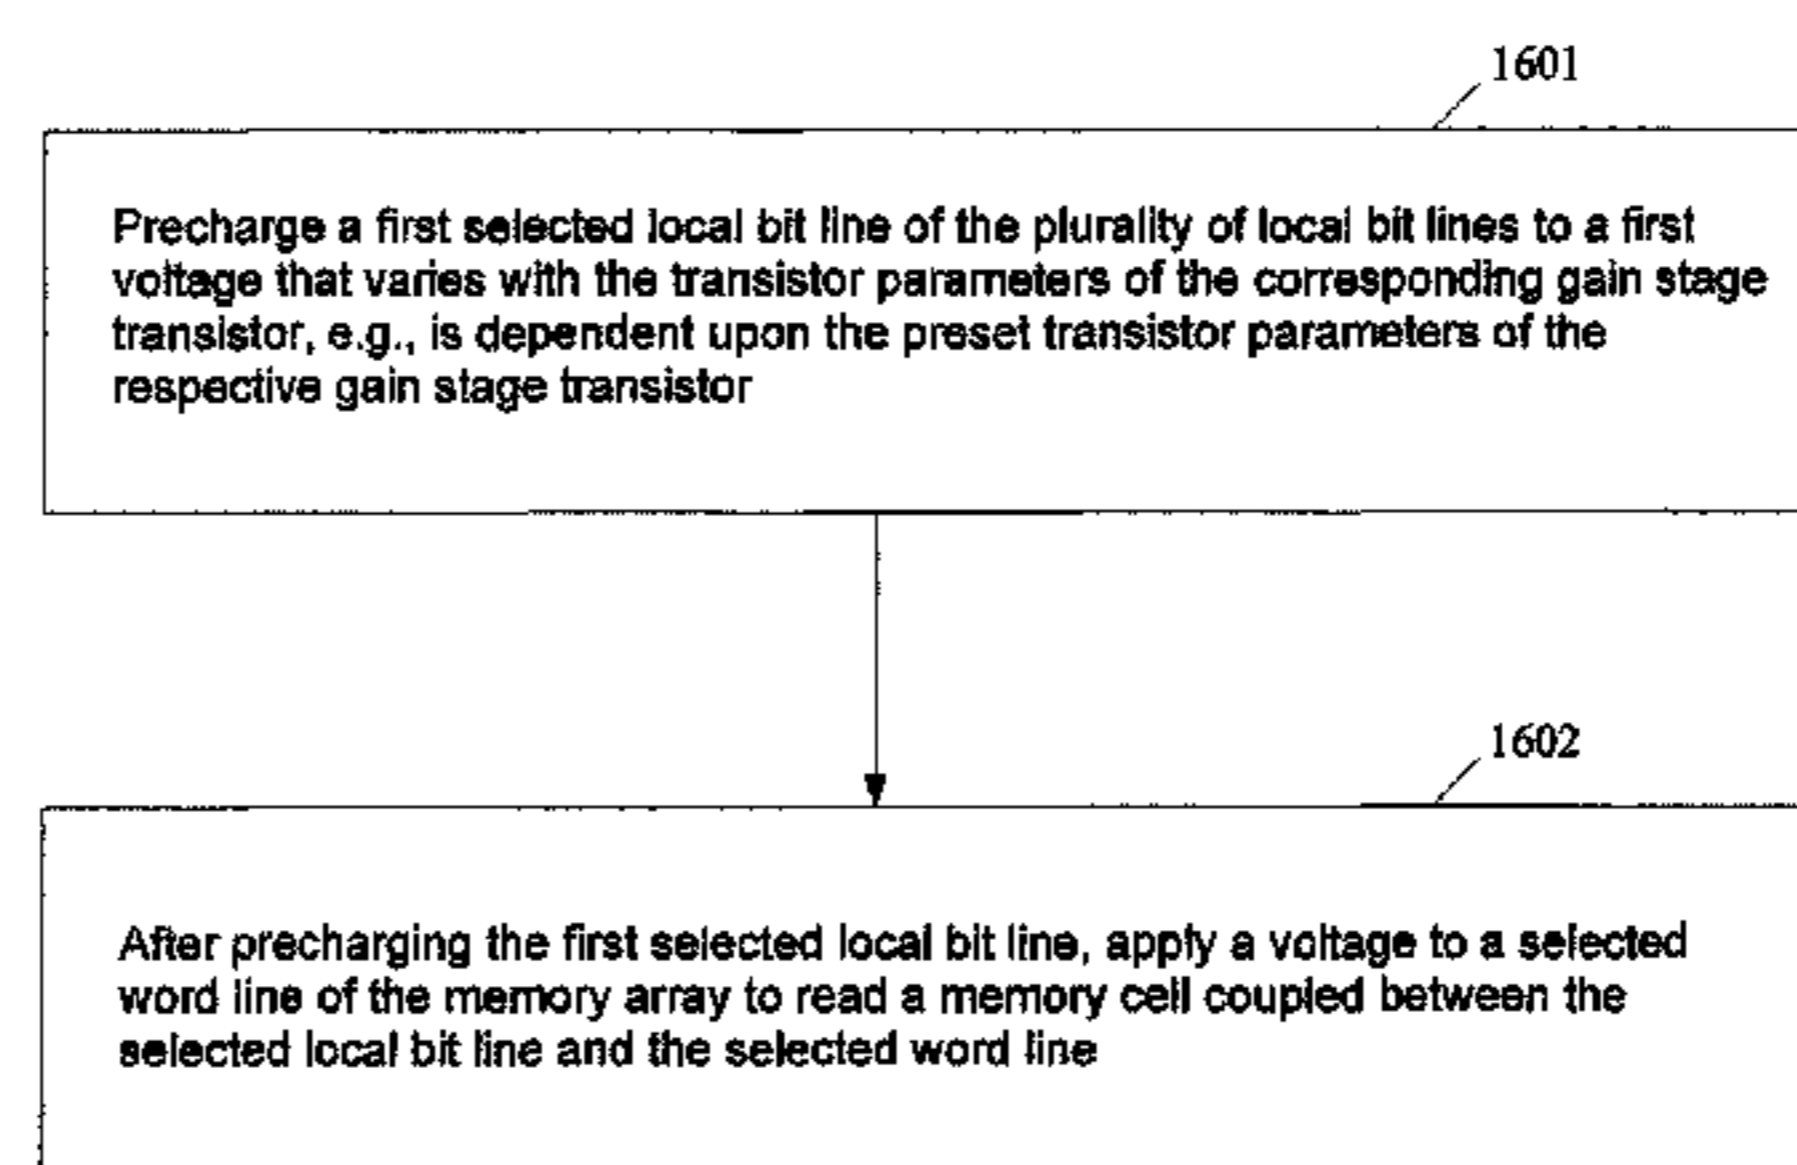 1601
Precharge a first selected local bit line of the plurality of local bit lines to a first
voltage that varies with the transistor parameters of the corresponding gain stage
transistor, e.g., is dependent upon the preset transistor parameters of the
respective gain stage transistor
1602
After precharging the first selected local bit line, apply a voltage to a selected
word line of the memory array to read a memory cell coupled between the
selected local bit line and the selected word line